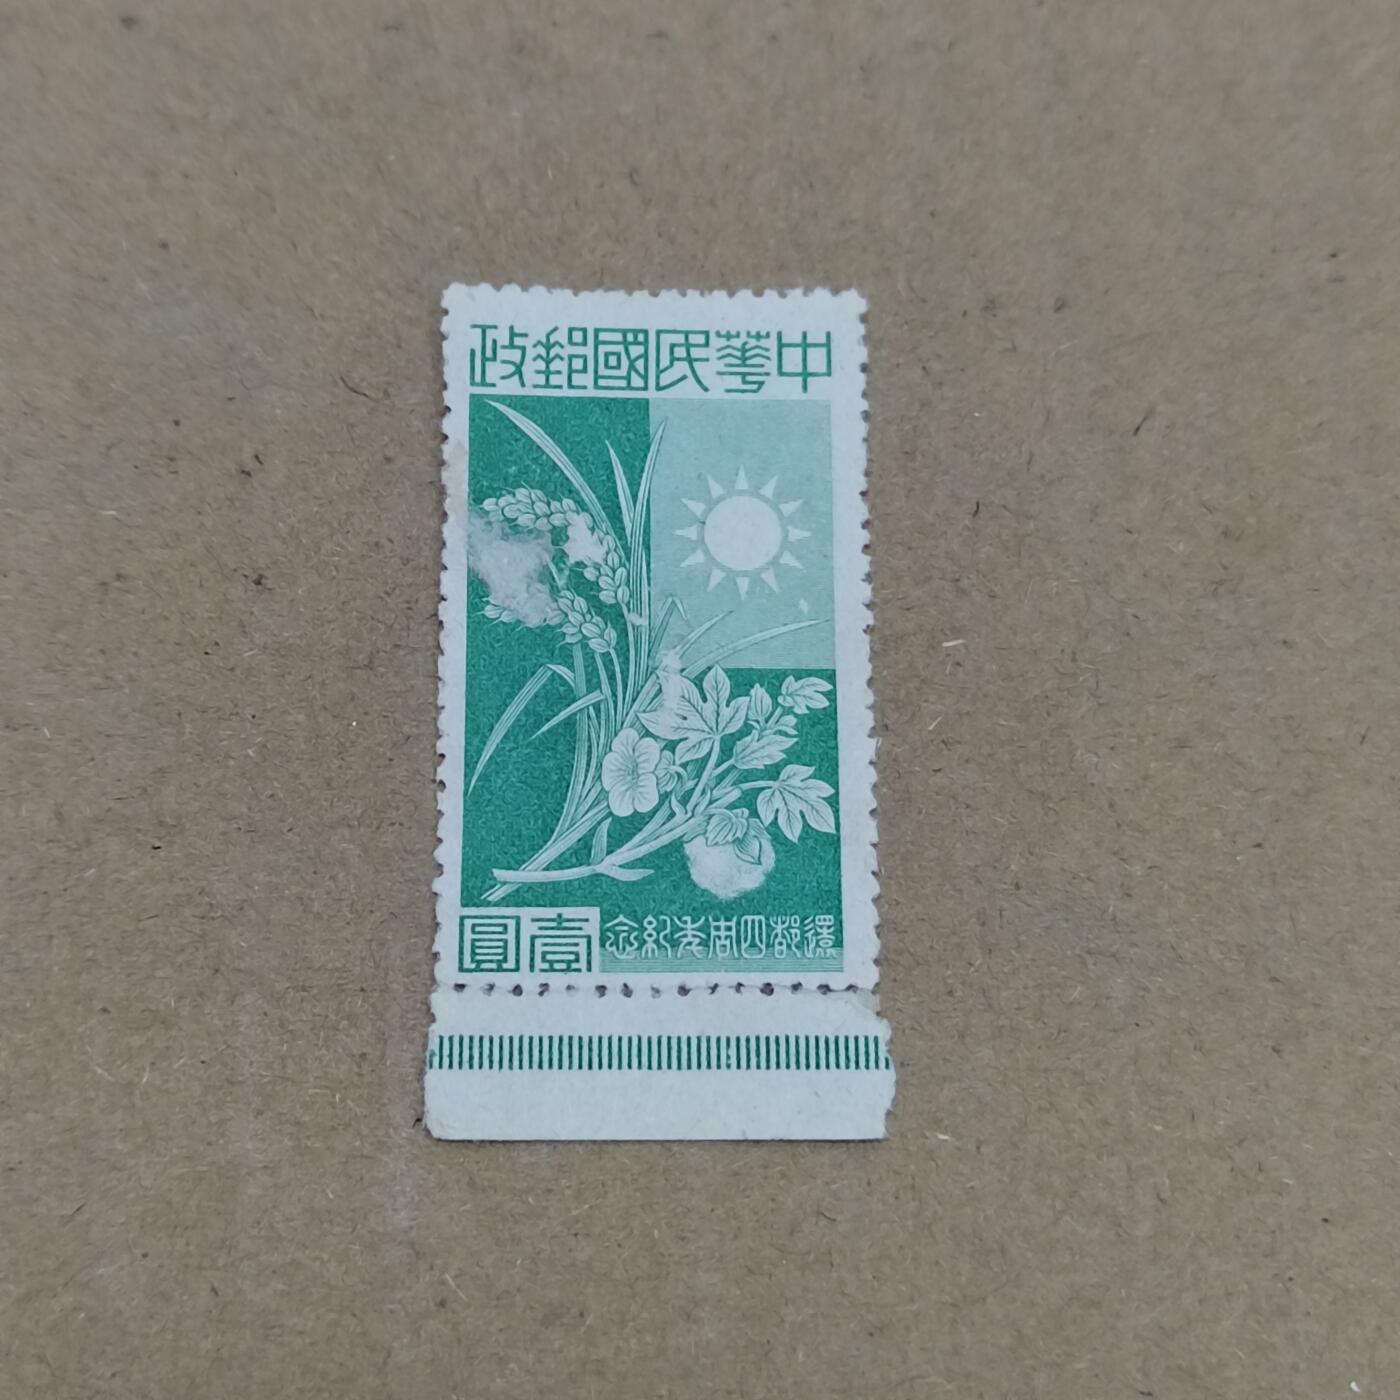 中華民國郵政
還都四周年紀念
壹圓